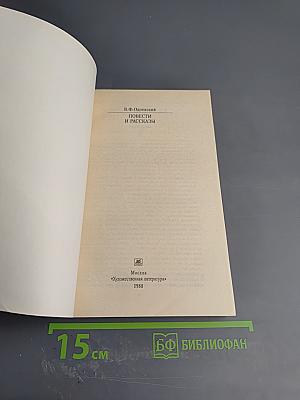 В.Ф.Одоевский
ПОВЕСТИ
И РАССКАЗЫ
Москва
«Художественная литература»
1988
15 см
БФ БИБЛИОФАН